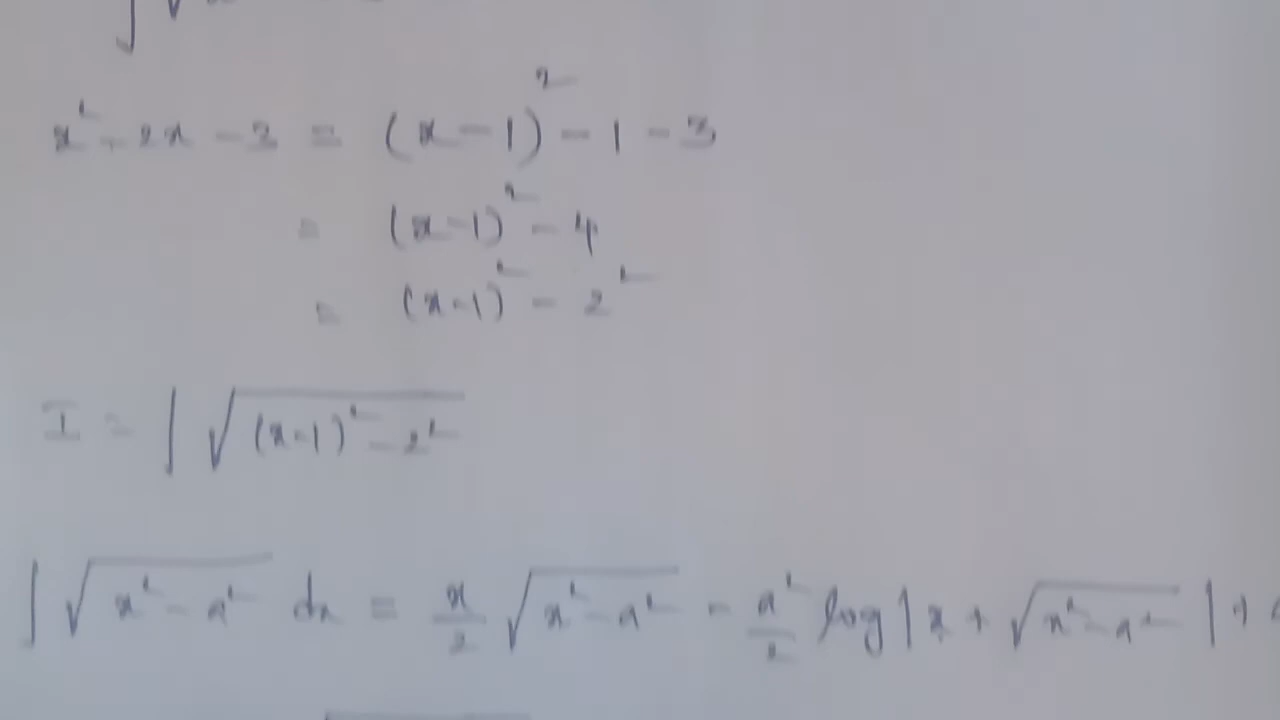 ∫√
x² - 2x - 3 = (x-1)² - 1 - 3
= (x-1)² - 4
= (x-1)² - 2²
I = ∫√((x-1)² - 2²)
∫√(x² - a²) dx = x/2 √(x² - a²) - a²/2 log|x + √(x² - a²)| +